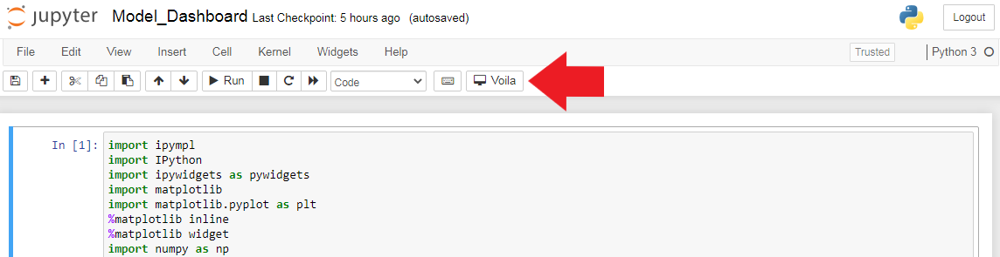 jupyter Model_Dashboard Last Checkpoint: 5 hours ago (autosaved) Logout
File Edit View Insert Cell Kernel Widgets Help Trusted Python 3
Run Code Voila
In [1]: import ipympl
import IPython
import ipywidgets as pywidgets
import matplotlib
import matplotlib.pyplot as plt
%matplotlib inline
%matplotlib widget
import numpy as np